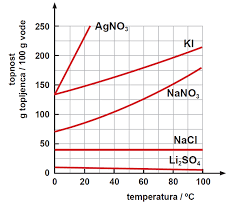 topnost
g topljenca / 100 g vode
250
200
150
100
50
0
AgNO₃
KI
NaNO₃
NaCl
Li₂SO₄
0 20 40 60 80 100
temperatura / ºC